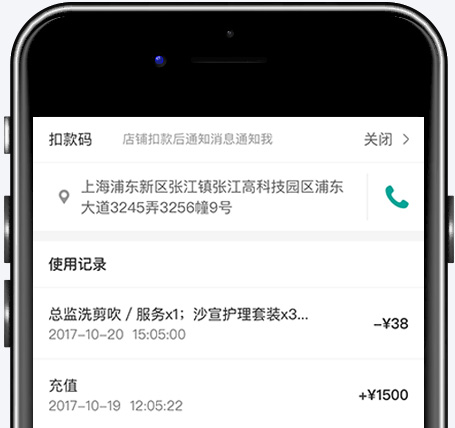 扣款码 店铺扣款后通知消息通知我 关闭
上海浦东新区张江镇张江高科技园区浦东
大道3245弄3256幢9号
使用记录
总监洗剪吹 / 服务x1；沙宣护理套装x3...
-¥38
2017-10-20 15:05:00
充值
+¥1500
2017-10-19 12:05:22